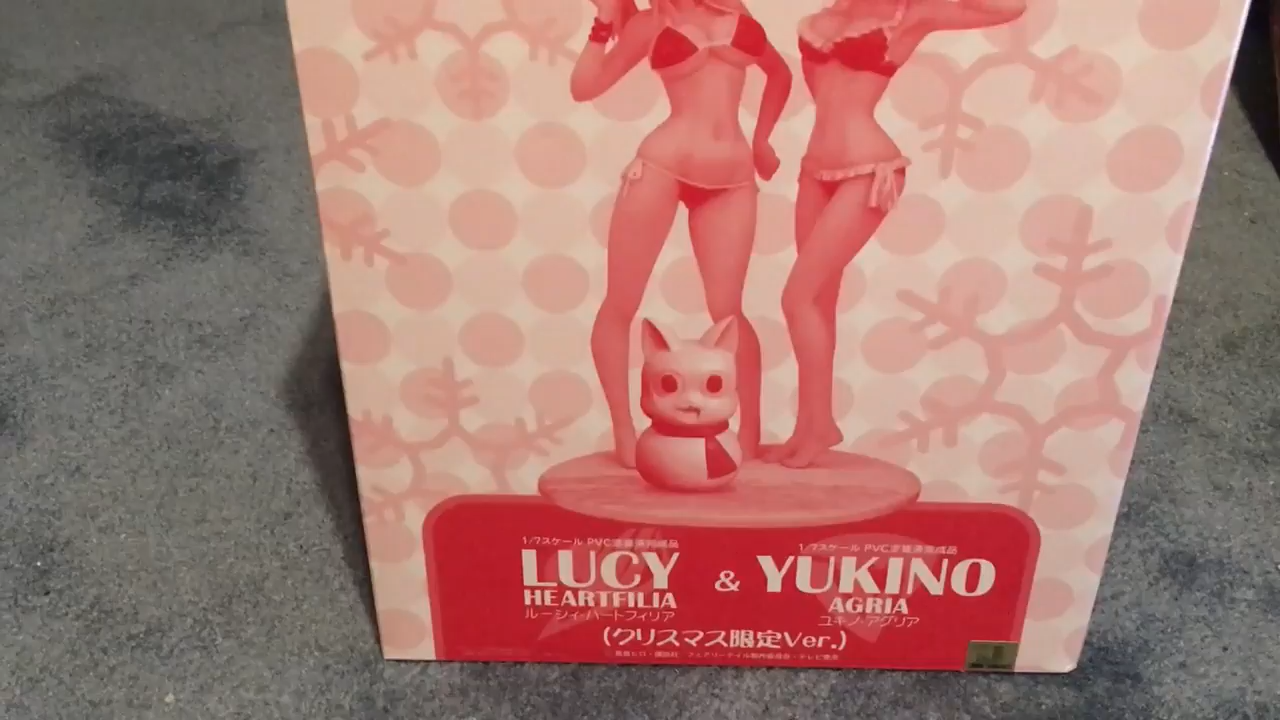 1/7スケール PVC塗装済完成品
LUCY
HEARTFILIA
ルーシィ・ハートフィリア
&
1/7スケール PVC塗装済完成品
YUKINO
AGRIA
ユキノ・アグリア
(クリスマス限定Ver.)